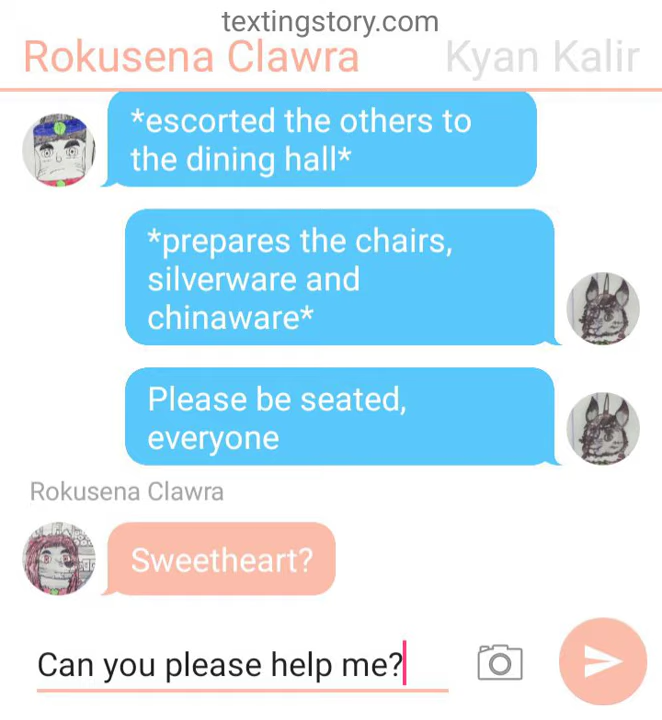 textingstory.com
Rokusena Clawra
Kyan Kalir
*escorted the others to
the dining hall*
*prepares the chairs,
silverware and
chinaware*
Please be seated,
everyone
Rokusena Clawra
Sweetheart?
Can you please help me?